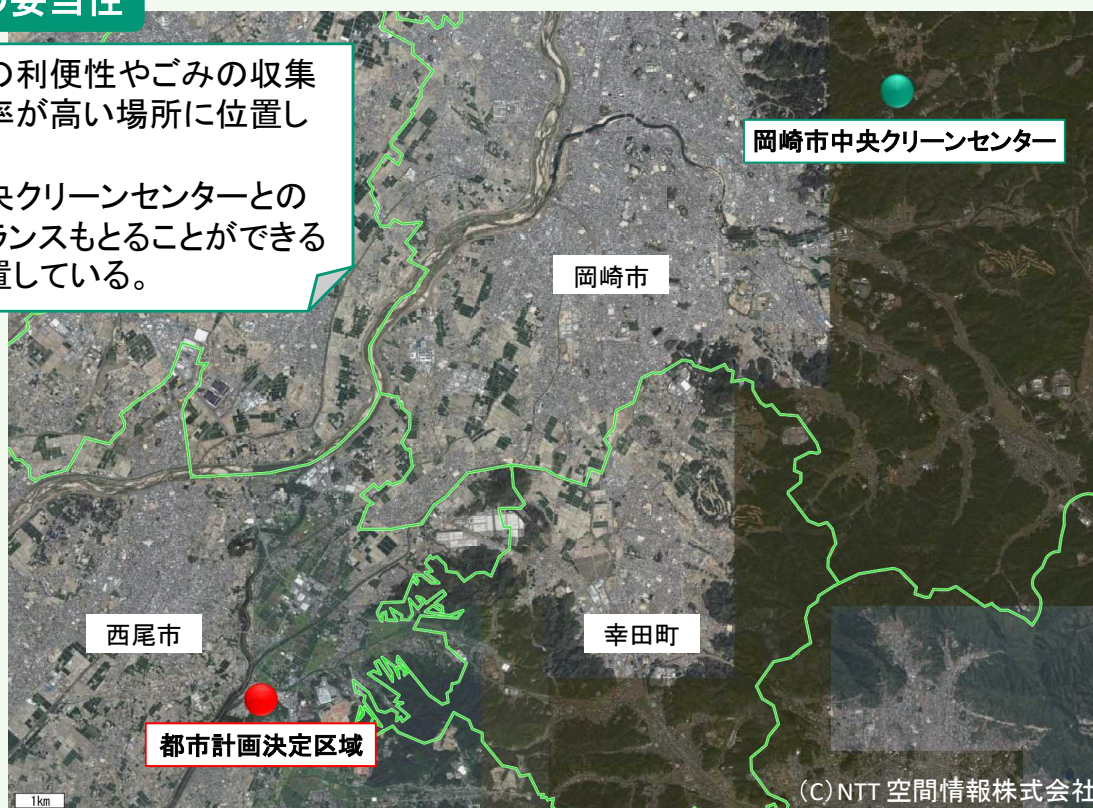 の妥当性
の利便性やごみの収集
率が高い場所に位置し
央クリーンセンターとの
ランスもとることができる
置している。
岡崎市中央クリーンセンター
岡崎市
西尾市
幸田町
都市計画決定区域
1km
(C)NTT 空間情報株式会社